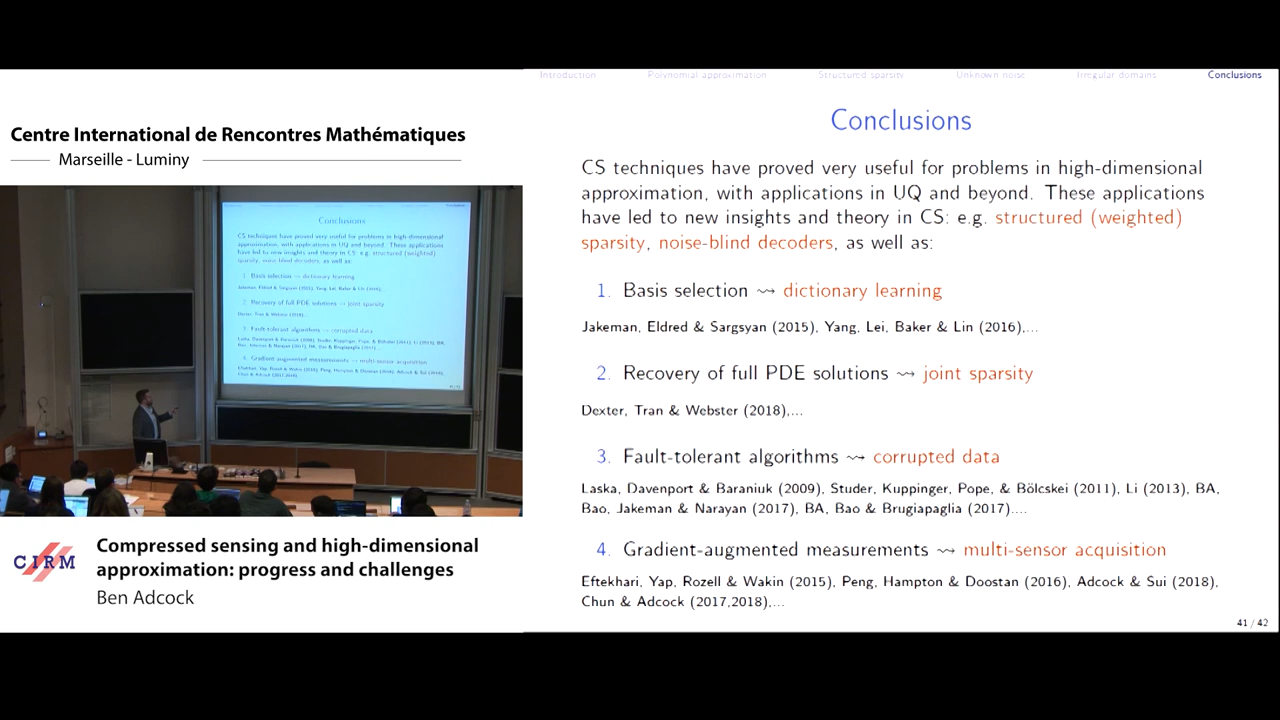 Centre International de Rencontres Mathématiques
Marseille - Luminy
Compressed sensing and high-dimensional
approximation: progress and challenges
Ben Adcock
CIRM
Introduction Polynomial approximation Structured sparsity Unknown noise Irregular domains Conclusions
Conclusions
CS techniques have proved very useful for problems in high-dimensional
approximation, with applications in UQ and beyond. These applications
have led to new insights and theory in CS: e.g. structured (weighted)
sparsity, noise-blind decoders, as well as:
1. Basis selection ⇝ dictionary learning
Jakeman, Eldred & Sargsyan (2015), Yang, Lei, Baker & Lin (2016),...
2. Recovery of full PDE solutions ⇝ joint sparsity
Dexter, Tran & Webster (2018),...
3. Fault-tolerant algorithms ⇝ corrupted data
Laska, Davenport & Baraniuk (2009), Studer, Kuppinger, Pope, & Bölcskei (2011), Li (2013), BA,
Bao, Jakeman & Narayan (2017), BA, Bao & Brugiapaglia (2017)....
4. Gradient-augmented measurements ⇝ multi-sensor acquisition
Eftekhari, Yap, Rozell & Wakin (2015), Peng, Hampton & Doostan (2016), Adcock & Sui (2018),
Chun & Adcock (2017,2018),...
41 / 42